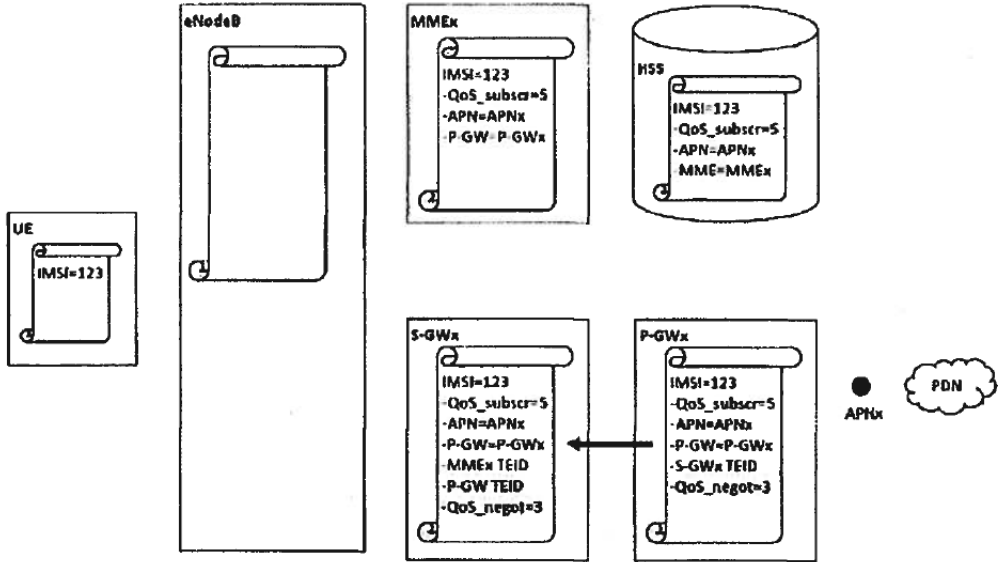 eNodeB
MMEx
IMSI=123
-QoS_subscr=5
-APN=APNx
-P-GW=P-GWx
HSS
IMSI=123
-QoS_subscr=5
-APN=APNx
-MME=MMEx
UE
IMSI=123
S-GWx
IMSI=123
-QoS_subscr=5
-APN=APNx
-P-GW=P-GWx
-MMEx TEID
-P-GW TEID
-QoS_negot=3
P-GWx
IMSI=123
-QoS_subscr=5
-APN=APNx
-P-GW=P-GWx
-S-GWx TEID
-QoS_negot=3
APNx
PDN